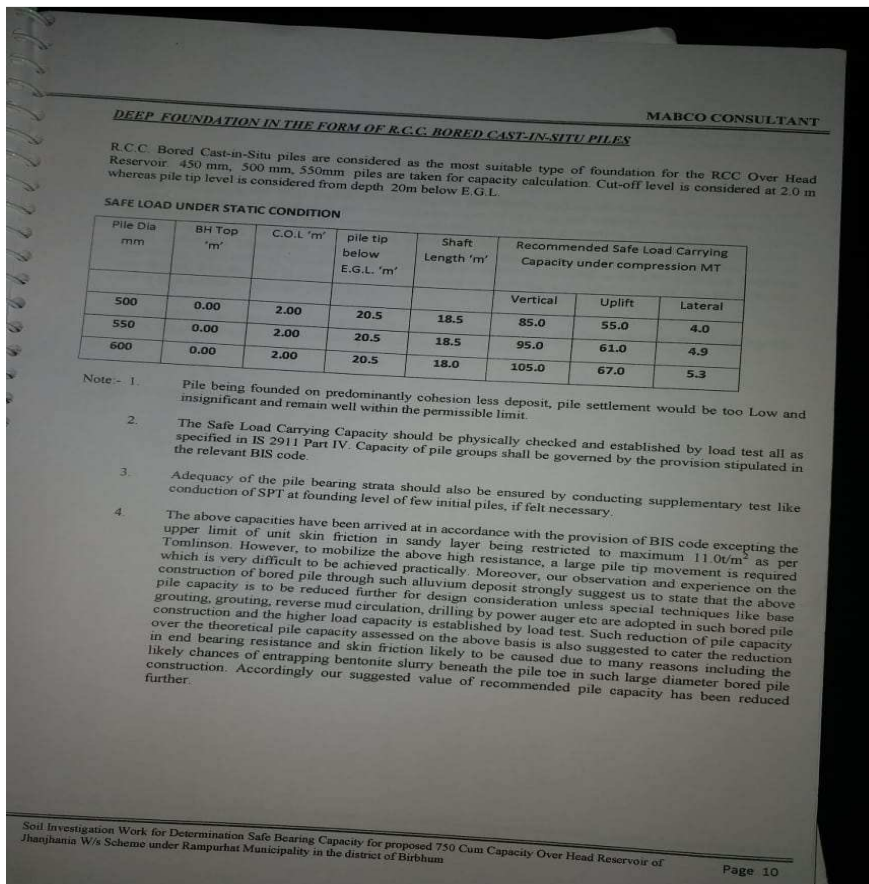 MABCO CONSULTANT
DEEP FOUNDATION IN THE FORM OF R.C.C. BORED CAST-IN-SITU PILES
R.C.C. Bored Cast-in-Situ piles are considered as the most suitable type of foundation for the RCC Over Head
Reservoir. 450 mm, 500 mm, 550mm piles are taken for capacity calculation. Cut-off level is considered at 2.0 m
whereas pile tip level is considered from depth 20m below E.G.L.
SAFE LOAD UNDER STATIC CONDITION
Pile Dia mm BH Top 'm' C.O.L 'm' pile tip below E.G.L. 'm' Shaft Length 'm' Recommended Safe Load Carrying Capacity under compression MT
Vertical Uplift Lateral
500 0.00 2.00 20.5 18.5 85.0 55.0 4.0
550 0.00 2.00 20.5 18.5 95.0 61.0 4.9
600 0.00 2.00 20.5 18.0 105.0 67.0 5.3
Note:- 1. Pile being founded on predominantly cohesion less deposit, pile settlement would be too Low and
insignificant and remain well within the permissible limit.
2. The Safe Load Carrying Capacity should be physically checked and established by load test all as
specified in IS 2911 Part IV. Capacity of pile groups shall be governed by the provision stipulated in
the relevant BIS code.
3. Adequacy of the pile bearing strata should also be ensured by conducting supplementary test like
conduction of SPT at founding level of few initial piles, if felt necessary.
4. The above capacities have been arrived at in accordance with the provision of BIS code excepting the
upper limit of unit skin friction in sandy layer being restricted to maximum 11.0t/m² as per
Tomlinson. However, to mobilize the above high resistance, a large pile tip movement is required
which is very difficult to be achieved practically. Moreover, our observation and experience on the
construction of bored pile through such alluvium deposit strongly suggest us to state that the above
pile capacity is to be reduced further for design consideration unless special techniques like base
grouting, grouting, reverse mud circulation, drilling by power auger etc are adopted in such bored pile
construction and the higher load capacity is established by load test. Such reduction of pile capacity
over the theoretical pile capacity assessed on the above basis is also suggested to cater the reduction
in end bearing resistance and skin friction likely to be caused due to many reasons including the
likely chances of entrapping bentonite slurry beneath the pile toe in such large diameter bored pile
construction. Accordingly our suggested value of recommended pile capacity has been reduced
further.
Soil Investigation Work for Determination Safe Bearing Capacity for proposed 750 Cum Capacity Over Head Reservoir of
Jhanjhania W/s Scheme under Rampurhat Municipality in the district of Birbhum
Page 10